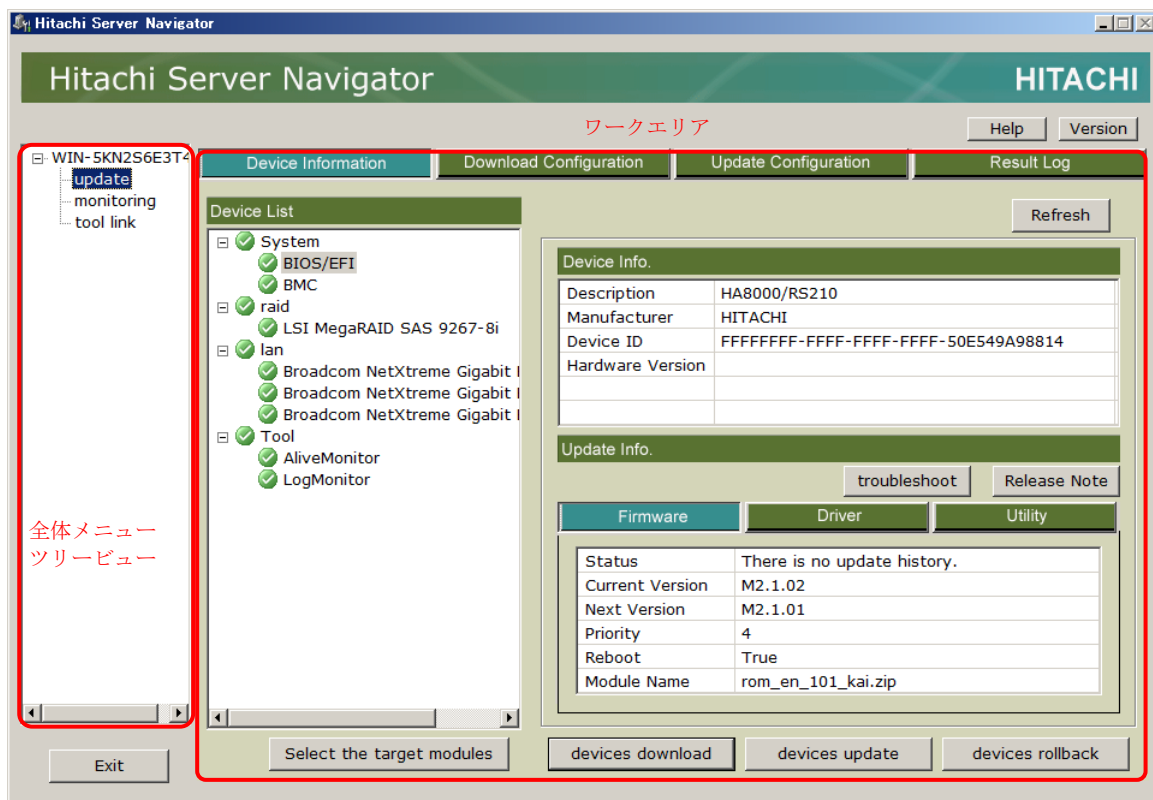 Hitachi Server Navigator
Hitachi Server Navigator
HITACHI
ワークエリア
Help
Version
WIN-5KN2S6E3T4
update
monitoring
tool link
全体メニュー
ツリービュー
Exit
Device Information
Download Configuration
Update Configuration
Result Log
Device List
Refresh
System
BIOS/EFI
BMC
raid
LSI MegaRAID SAS 9267-8i
lan
Broadcom NetXtreme Gigabit
Broadcom NetXtreme Gigabit
Broadcom NetXtreme Gigabit
Tool
AliveMonitor
LogMonitor
Device Info.
Description HA8000/RS210
Manufacturer HITACHI
Device ID FFFFFFFF-FFFF-FFFF-FFFF-50E549A98814
Hardware Version
Update Info.
troubleshoot
Release Note
Firmware
Driver
Utility
Status There is no update history.
Current Version M2.1.02
Next Version M2.1.01
Priority 4
Reboot True
Module Name rom_en_101_kai.zip
Select the target modules
devices download
devices update
devices rollback